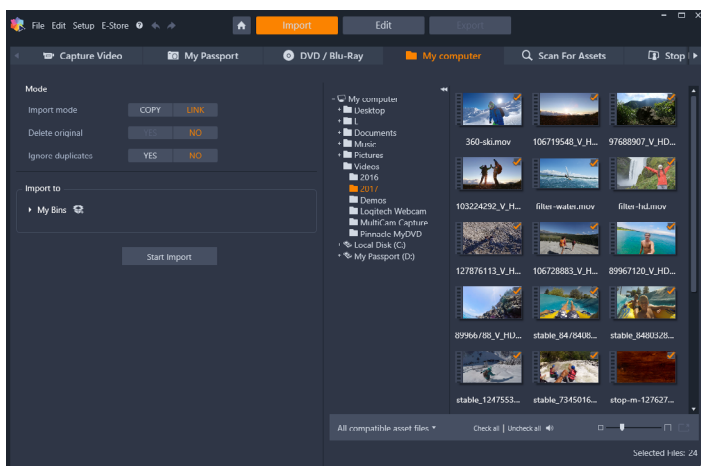 File Edit Setup E-Store
Import Edit Export
Capture Video My Passport DVD / Blu-Ray My computer Scan For Assets Stop
Mode
Import mode COPY LINK
Delete original YES NO
Ignore duplicates YES NO
Import to
My Bins
Start Import
My computer
Desktop
L
Documents
Music
Pictures
Videos
2016
2017
Demos
Logitech Webcam
MultiCam Capture
Pinnacle MyDVD
Local Disk (C:)
My Passport (D:)
360-ski.mov 106719548_V_H... 97688907_V_HD...
103224292_V_H... filter-water.mov filter-hd.mov
127876113_V_H... 106728883_V_H... 89967120_V_HD...
89966788_V_HD... stable_8478408... stable_8480328...
stable_1247553... stable_7345016... stop-m-127627...
All compatible asset files Check all | Uncheck all
Selected Files: 24